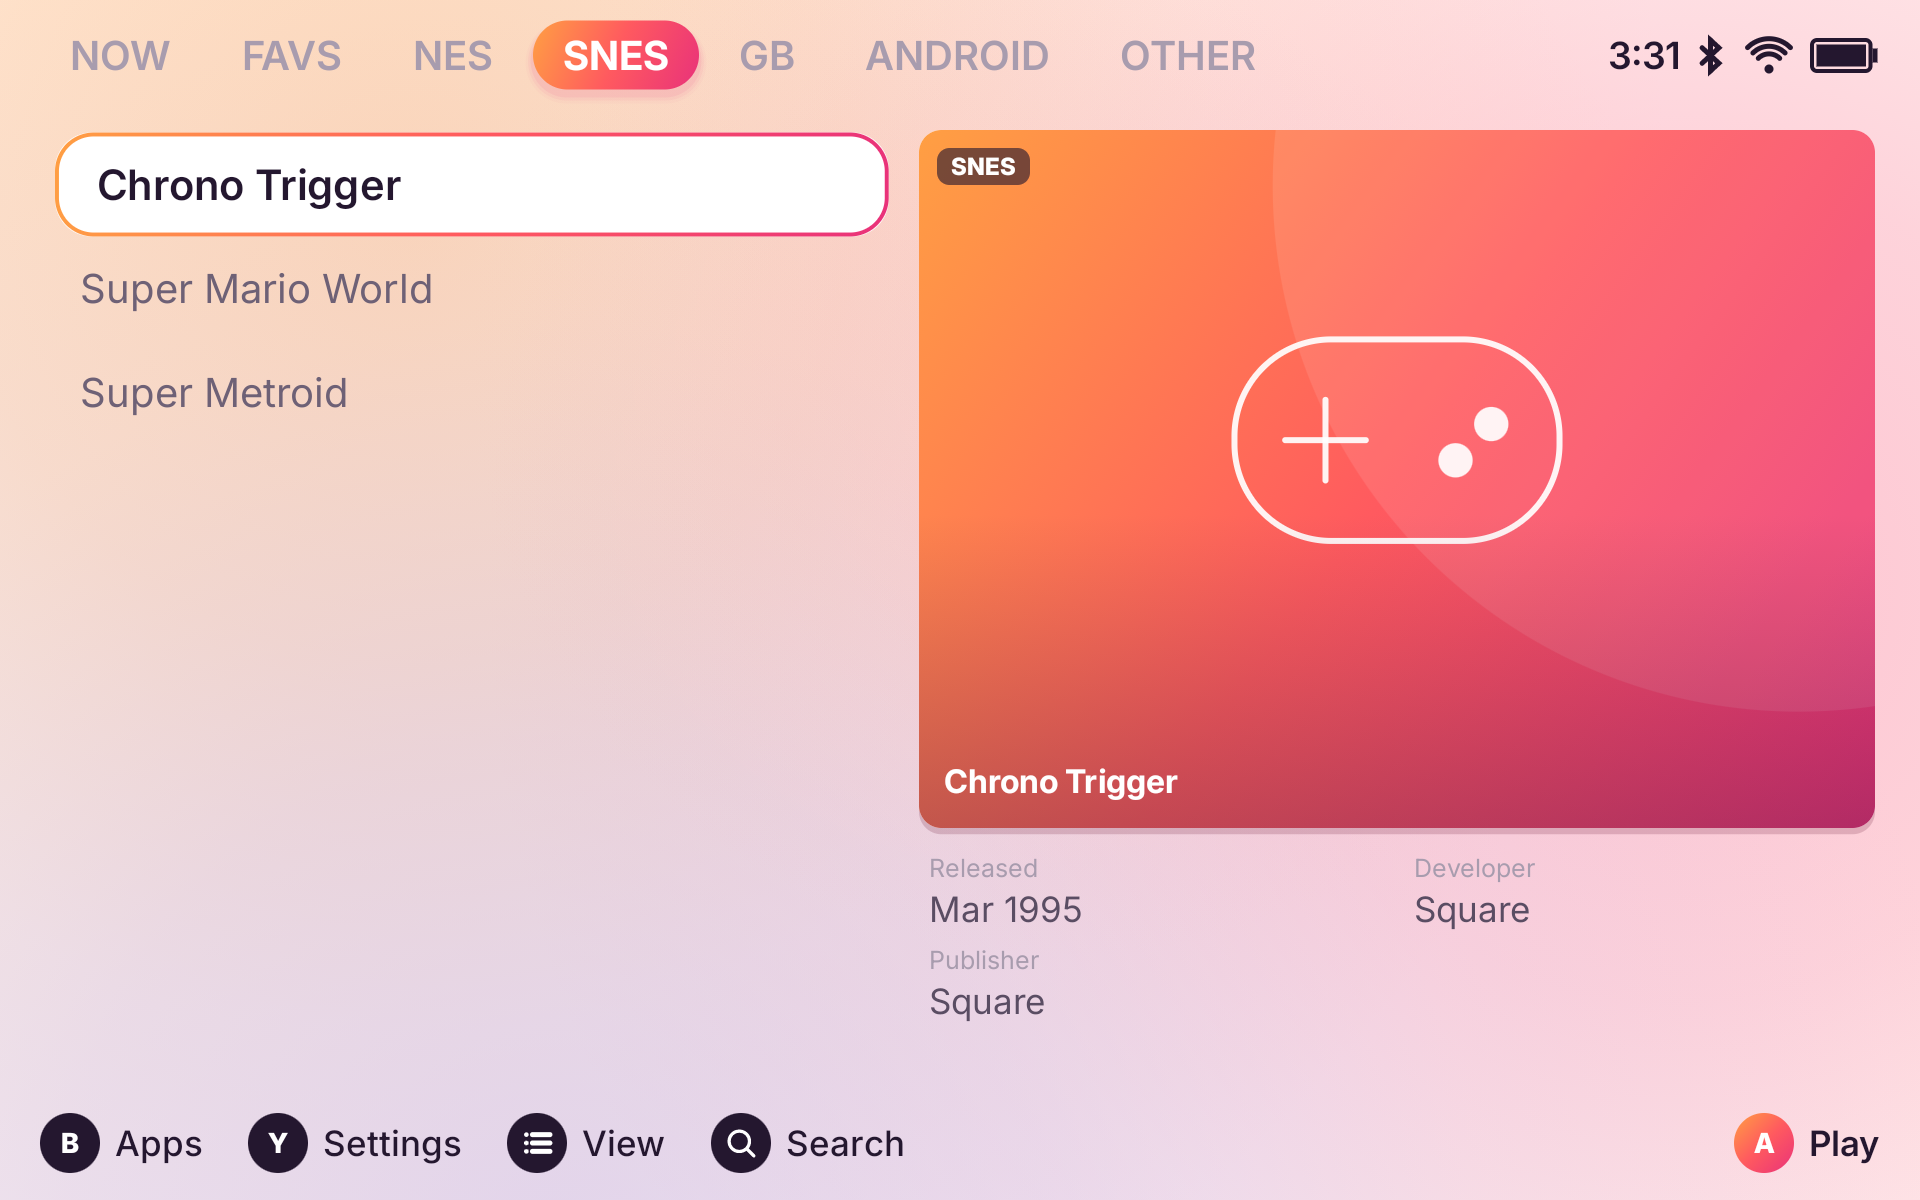 NOW FAVS NES SNES GB ANDROID OTHER 3:31
Chrono Trigger
Super Mario World
Super Metroid
SNES
Chrono Trigger
Released
Mar 1995
Developer
Square
Publisher
Square
B Apps Y Settings View Search A Play